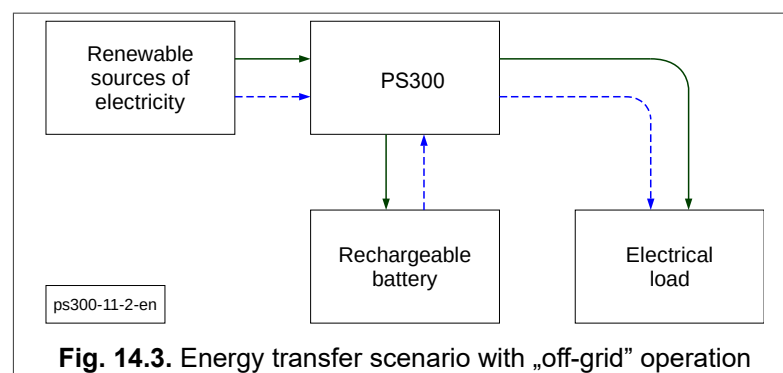 Renewable
sources of
electricity
PS300
Rechargeable
battery
Electrical
load
ps300-11-2-en
Fig. 14.3. Energy transfer scenario with „off-grid” operation